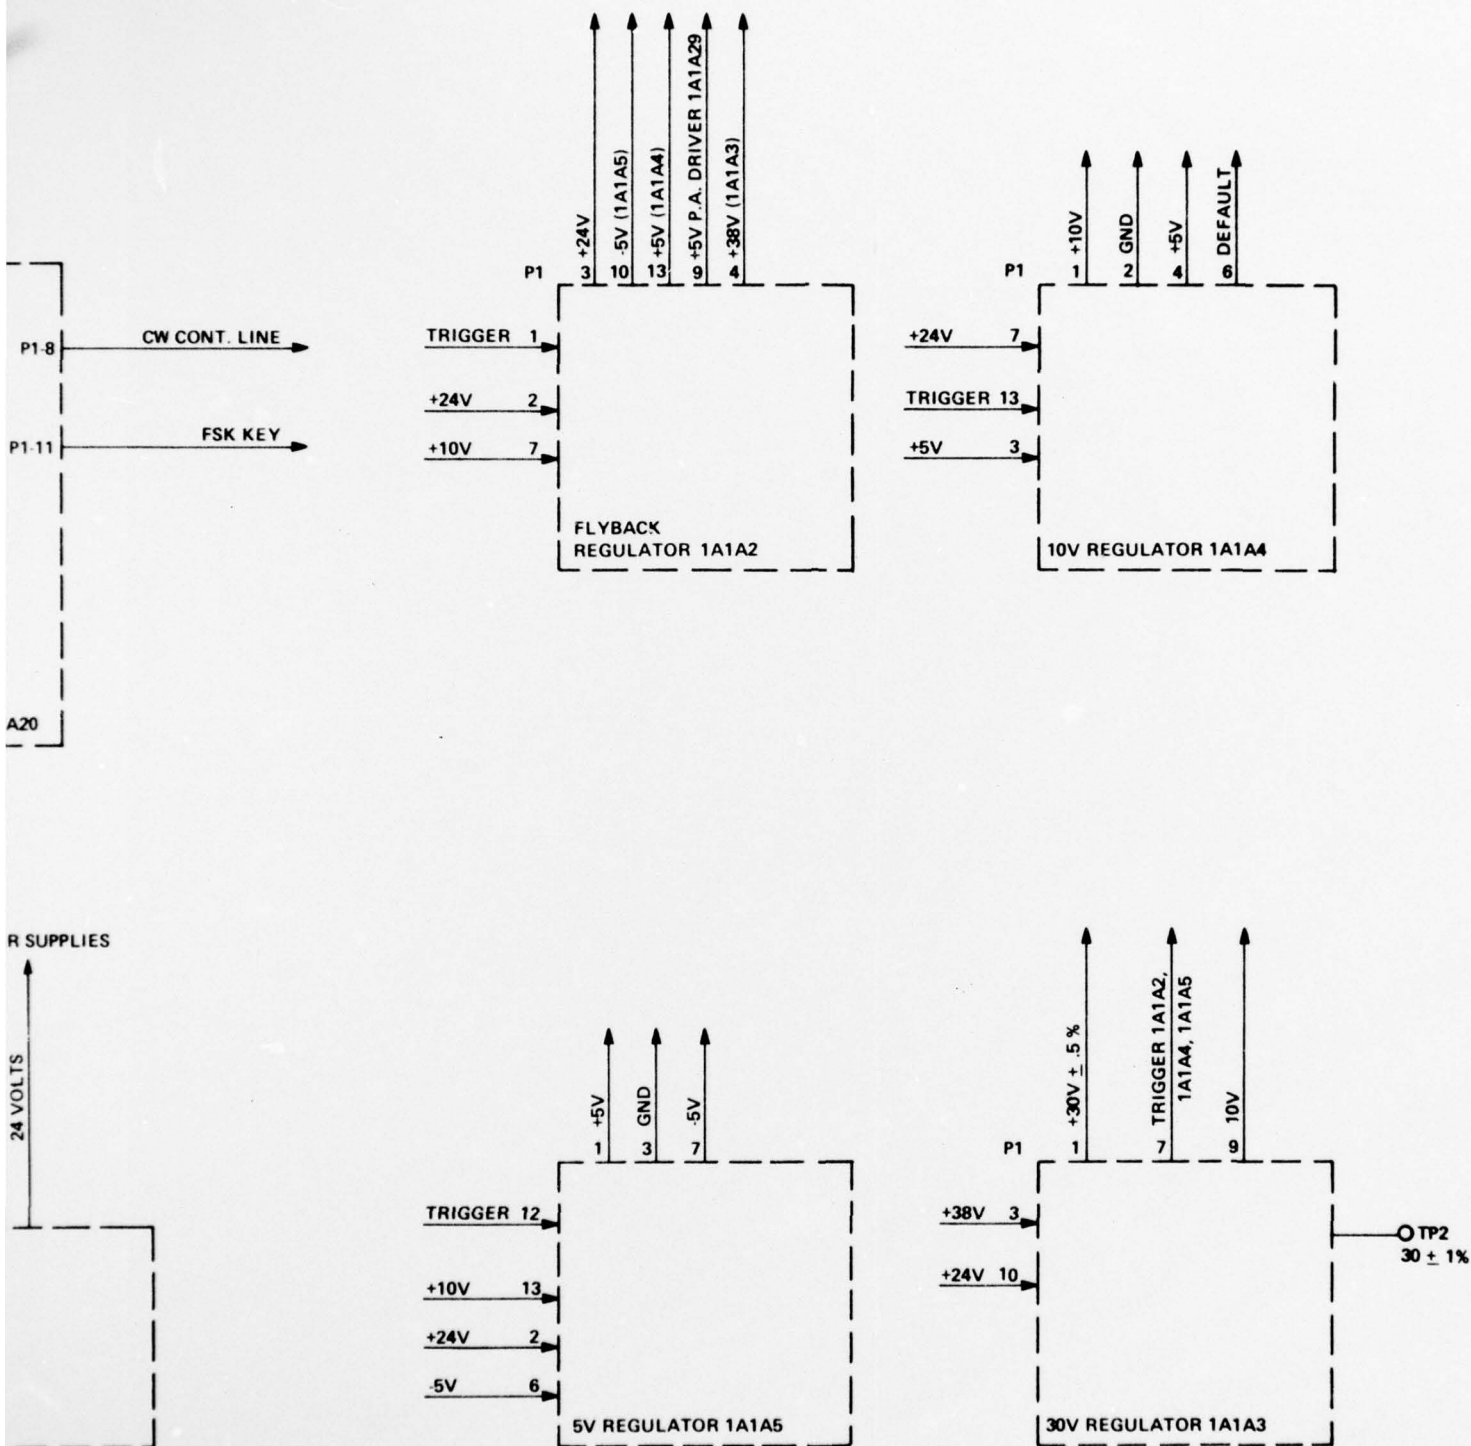 P1-8
CW CONT. LINE
P1-11
FSK KEY
A20
P1
3 +24V
10 -5V (1A1A5)
13 +5V (1A1A4)
9 +5V P.A. DRIVER 1A1A29
4 +38V (1A1A3)
TRIGGER 1
+24V 2
+10V 7
FLYBACK
REGULATOR 1A1A2
P1
1 +10V
2 GND
4 +5V
6 DEFAULT
+24V 7
TRIGGER 13
+5V 3
10V REGULATOR 1A1A4
R SUPPLIES
24 VOLTS
1 +5V
3 GND
7 -5V
TRIGGER 12
+10V 13
+24V 2
-5V 6
5V REGULATOR 1A1A5
P1
1 +30V ± .5 %
7 TRIGGER 1A1A2,
1A1A4, 1A1A5
9 10V
+38V 3
+24V 10
TP2
30 ± 1%
30V REGULATOR 1A1A3